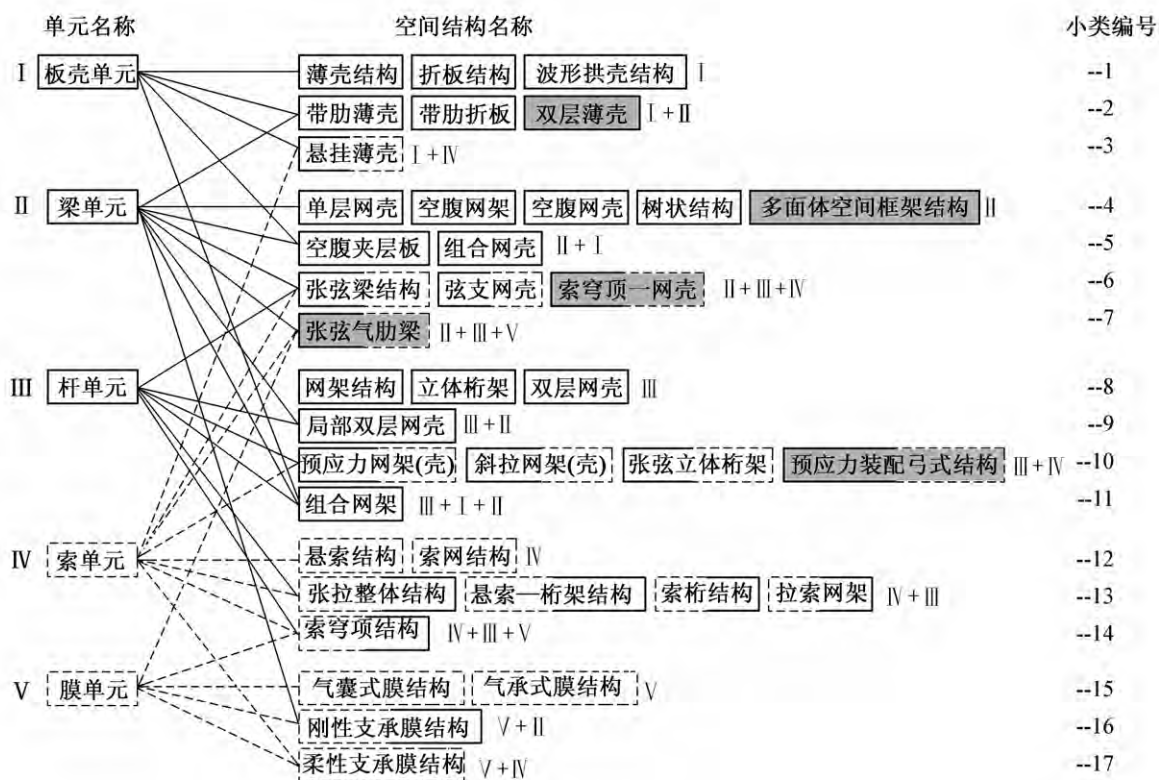 单元名称 空间结构名称 小类编号
Ⅰ 板壳单元 薄壳结构 折板结构 波形拱壳结构 Ⅰ --1
带肋薄壳 带肋折板 双层薄壳 Ⅰ+Ⅱ --2
悬挂薄壳 Ⅰ+Ⅳ --3
Ⅱ 梁单元 单层网壳 空腹网架 空腹网壳 树状结构 多面体空间框架结构 Ⅱ --4
空腹夹层板 组合网壳 Ⅱ+Ⅰ --5
张弦梁结构 弦支网壳 索穹顶一网壳 Ⅱ+Ⅲ+Ⅳ --6
张弦气肋梁 Ⅱ+Ⅲ+Ⅴ --7
Ⅲ 杆单元 网架结构 立体桁架 双层网壳 Ⅲ --8
局部双层网壳 Ⅲ+Ⅱ --9
预应力网架(壳) 斜拉网架(壳) 张弦立体桁架 预应力装配弓式结构 Ⅲ+Ⅳ --10
组合网架 Ⅲ+Ⅰ+Ⅱ --11
Ⅳ 索单元 悬索结构 索网结构 Ⅳ --12
张拉整体结构 悬索一桁架结构 索桁结构 拉索网架 Ⅳ+Ⅲ --13
索穹项结构 Ⅳ+Ⅲ+Ⅴ --14
Ⅴ 膜单元 气囊式膜结构 气承式膜结构 Ⅴ --15
刚性支承膜结构 Ⅴ+Ⅱ --16
柔性支承膜结构 Ⅴ+Ⅳ --17